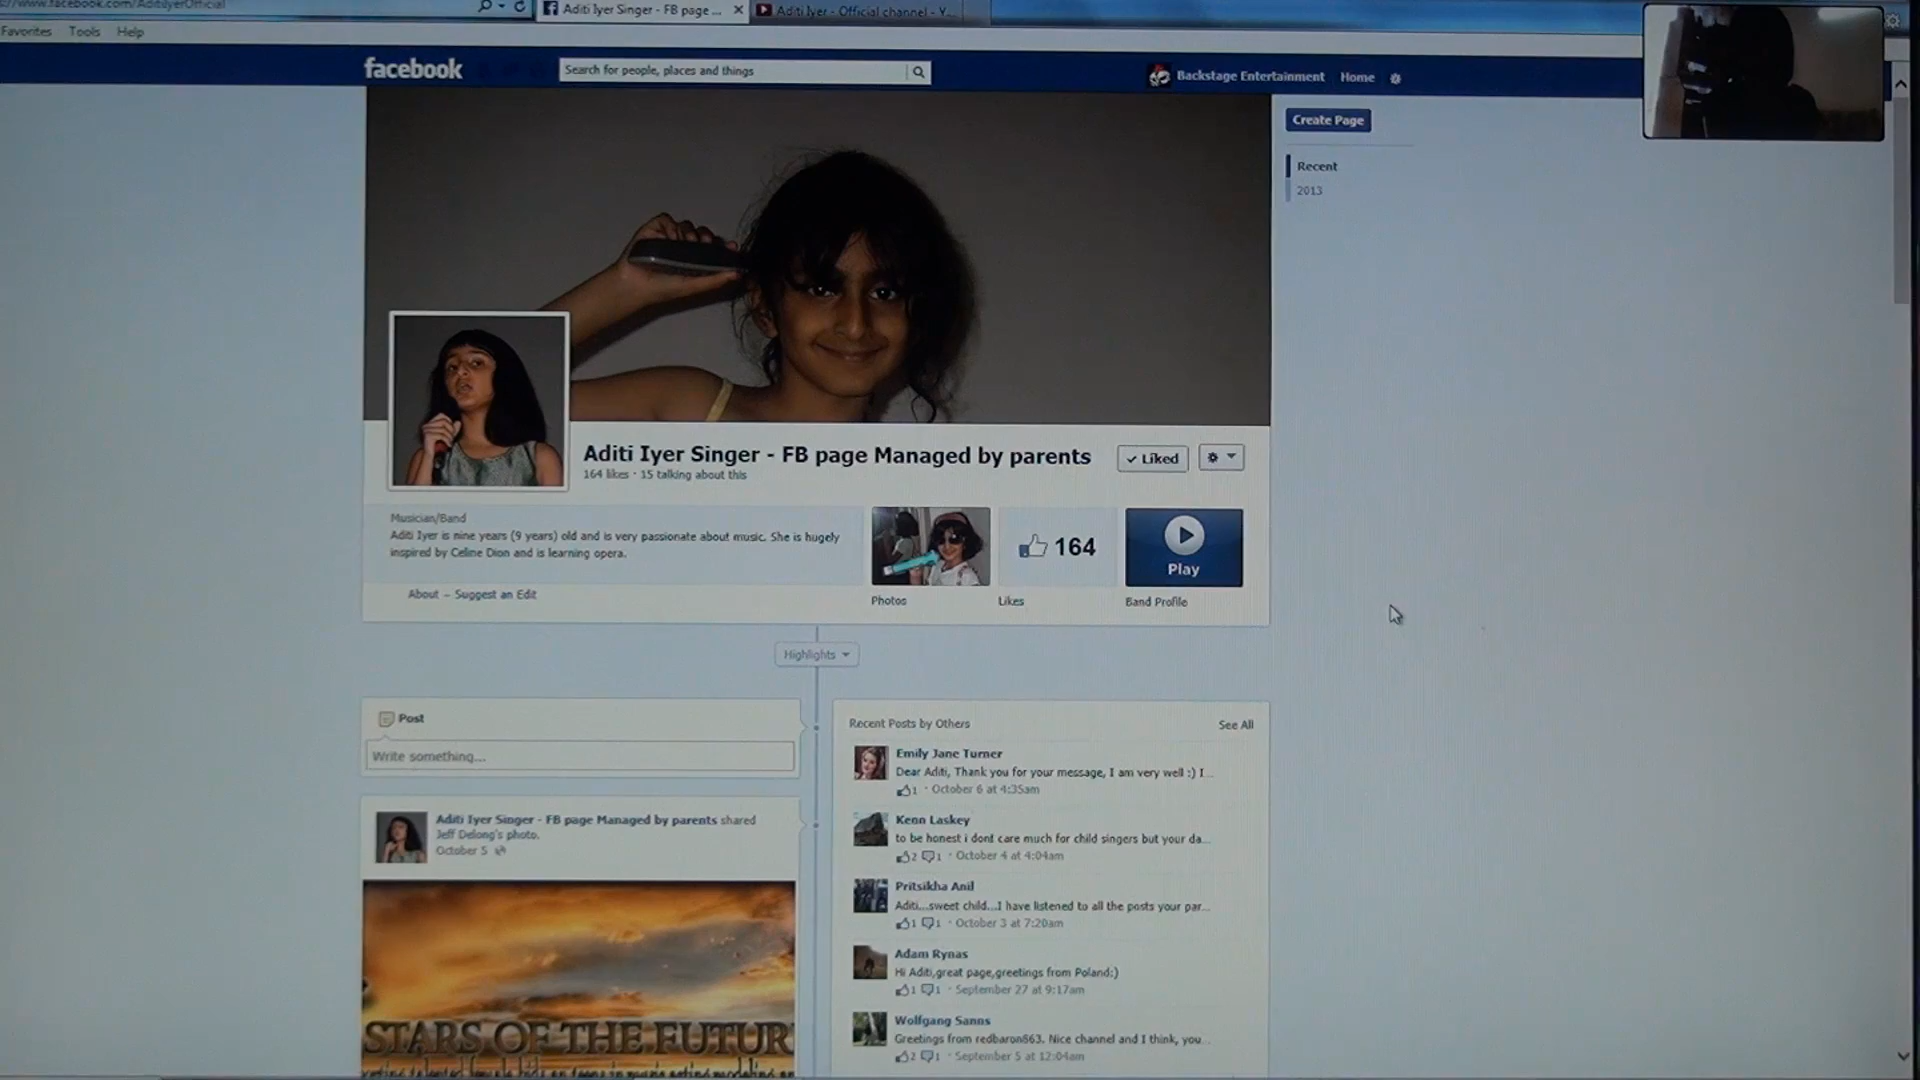 www.facebook.com/AditiIyerOfficial
Aditi Iyer Singer - FB page ...
Aditi Iyer - Official channel - Y...
Favorites Tools Help
facebook
Search for people, places and things
Backstage Entertainment Home
Create Page
Recent
2013
Aditi Iyer Singer - FB page Managed by parents
Liked
164 likes · 15 talking about this
Musician/Band
Aditi Iyer is nine years (9 years) old and is very passionate about music. She is hugely
inspired by Celine Dion and is learning opera.
About – Suggest an Edit
164
Play
Photos
Likes
Band Profile
Highlights
Post
Write something...
Aditi Iyer Singer - FB page Managed by parents shared
Jeff Delong's photo.
October 5
STARS OF THE FUTUR
Recent Posts by Others
See All
Emily Jane Turner
Dear Aditi, Thank you for your message, I am very well :) I...
1 · October 6 at 4:35am
Kenn Laskey
to be honest i dont care much for child singers but your da...
2 1 · October 4 at 4:04am
Pritsikha Anil
Aditi...sweet child...I have listened to all the posts your par...
1 1 · October 3 at 7:20am
Adam Rynas
Hi Aditi,great page,greetings from Poland:)
1 1 · September 27 at 9:17am
Wolfgang Sanns
Greetings from redbaron863. Nice channel and I think, you...
2 1 · September 5 at 12:04am